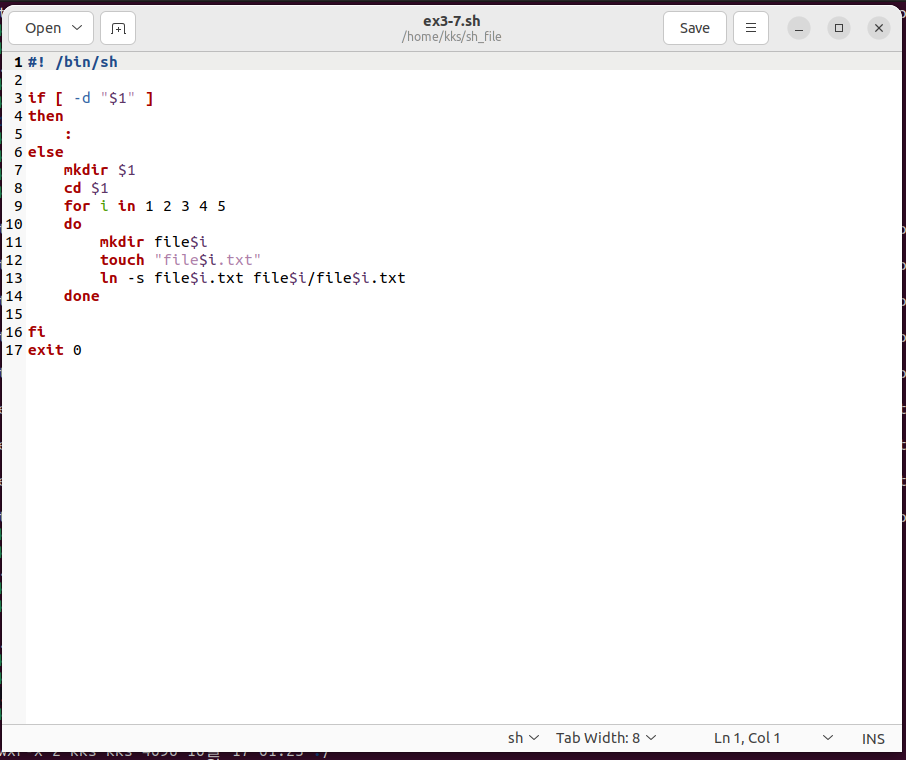 Open
ex3-7.sh
/home/kks/sh_file
Save
1 #! /bin/sh
2
3 if [ -d "$1" ]
4 then
5     :
6 else
7     mkdir $1
8     cd $1
9     for i in 1 2 3 4 5
10     do
11         mkdir file$i
12         touch "file$i.txt"
13         ln -s file$i.txt file$i/file$i.txt
14     done
15
16 fi
17 exit 0
sh Tab Width: 8 Ln 1, Col 1 INS